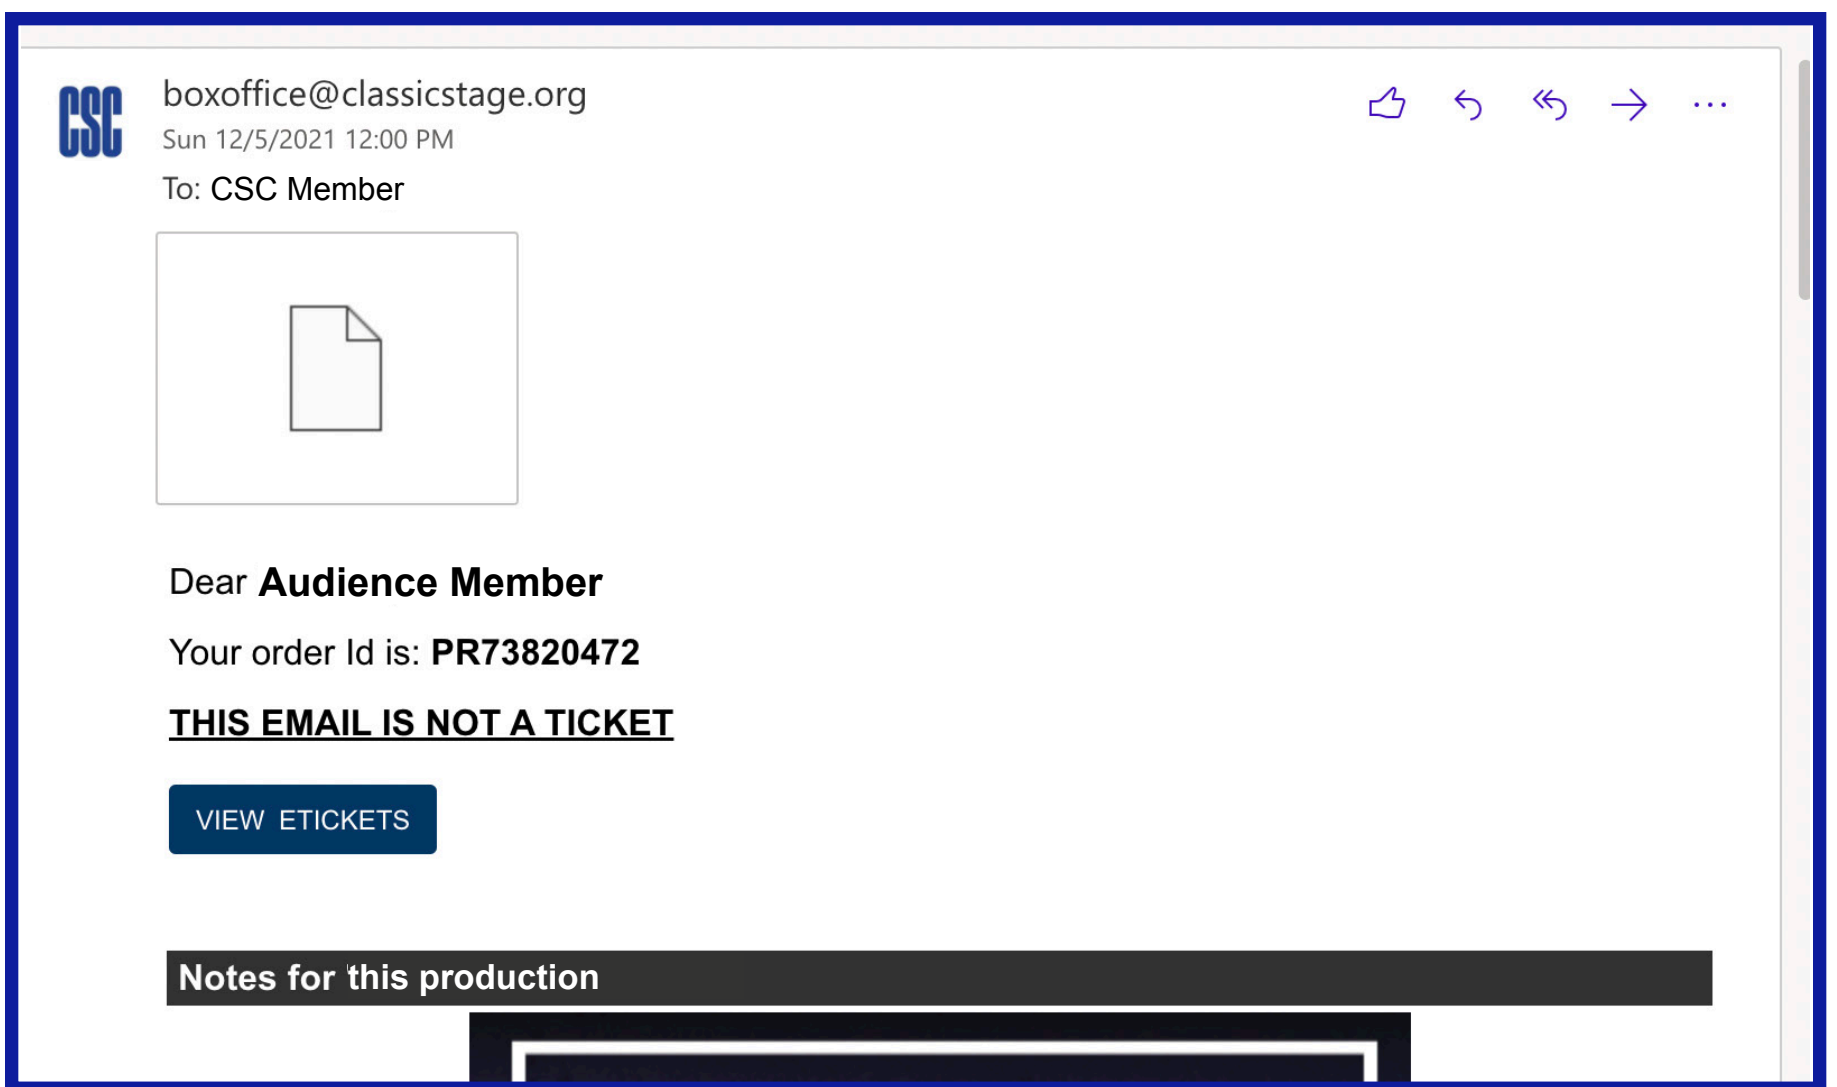 CSC
boxoffice@classicstage.org
Sun 12/5/2021 12:00 PM
To: CSC Member
Dear Audience Member
Your order Id is: PR73820472
THIS EMAIL IS NOT A TICKET
VIEW ETICKETS
Notes for this production